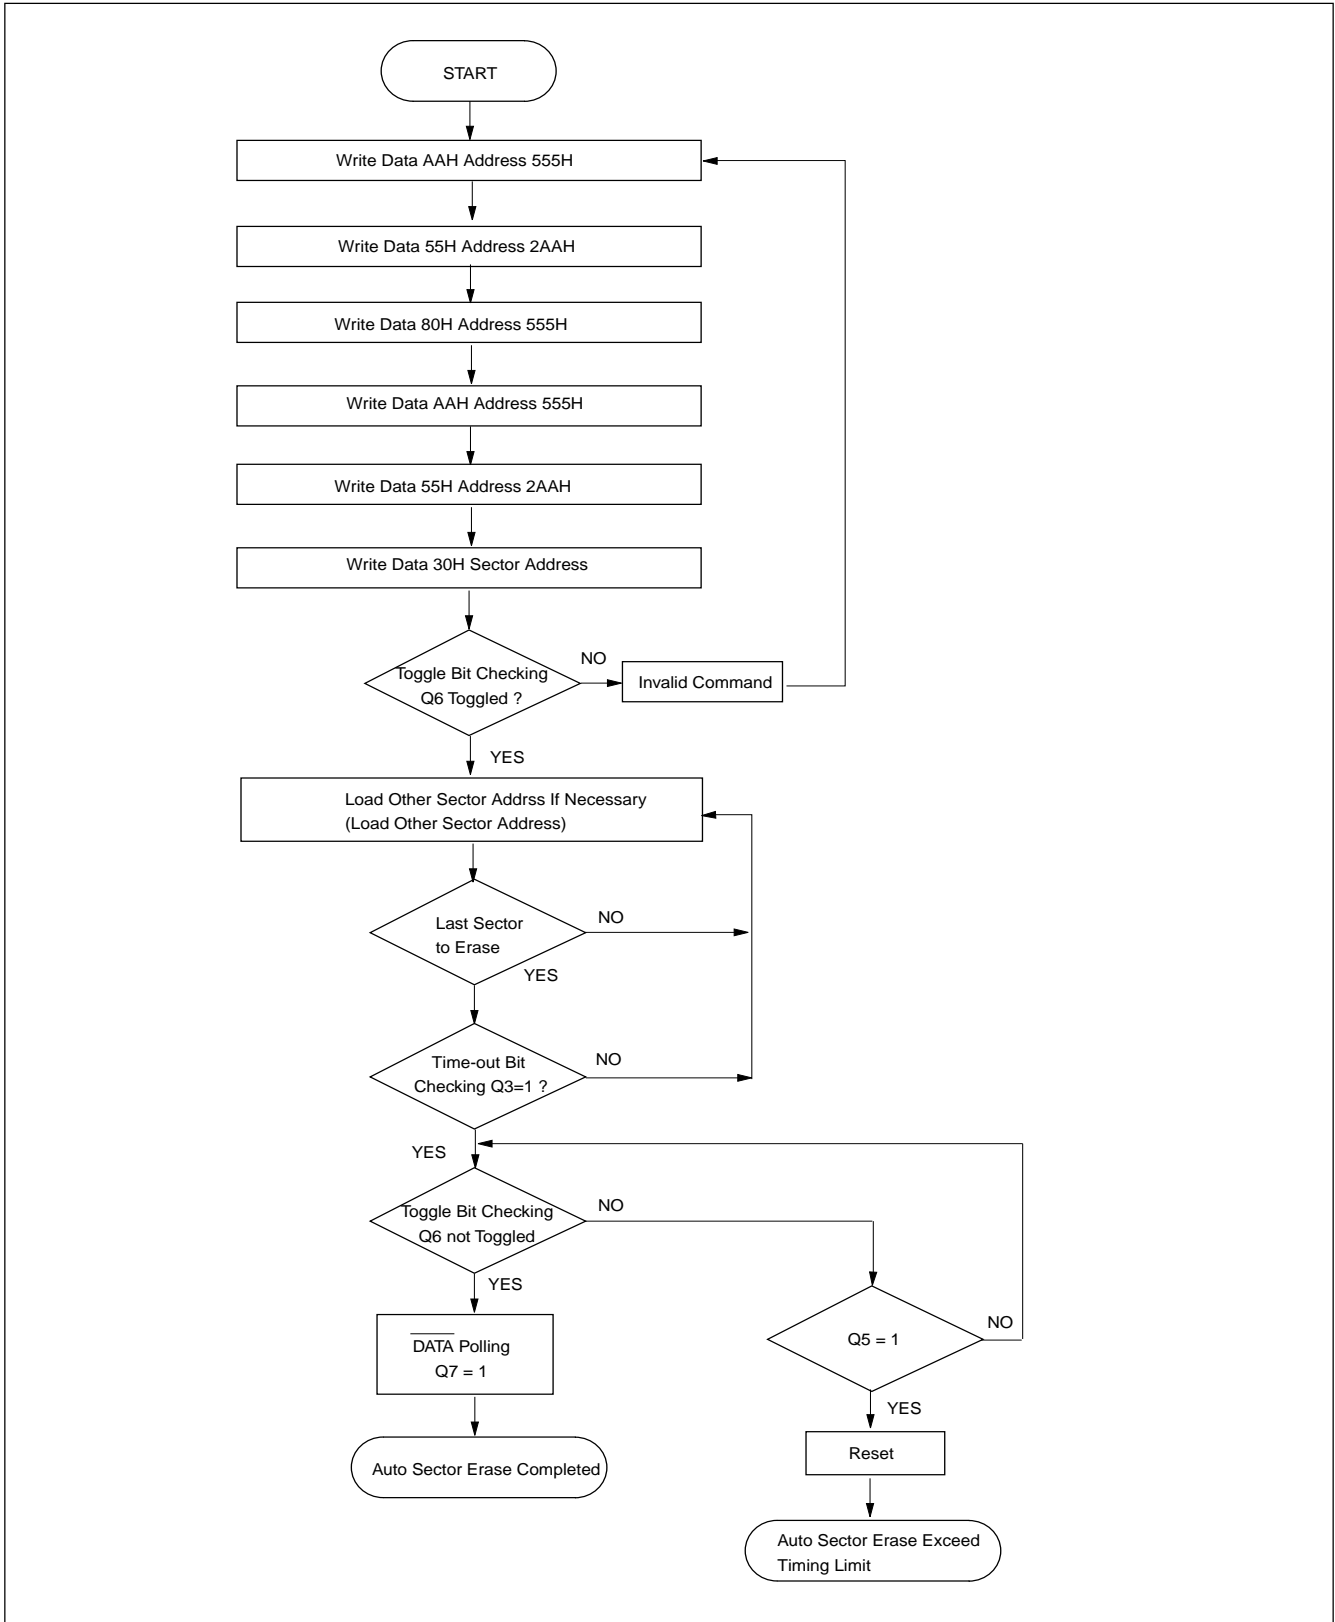 START
Write Data AAH Address 555H
Write Data 55H Address 2AAH
Write Data 80H Address 555H
Write Data AAH Address 555H
Write Data 55H Address 2AAH
Write Data 30H Sector Address
Toggle Bit Checking
Q6 Toggled ?
NO
Invalid Command
YES
Load Other Sector Addrss If Necessary
(Load Other Sector Address)
Last Sector
to Erase
NO
YES
Time-out Bit
Checking Q3=1 ?
NO
YES
Toggle Bit Checking
Q6 not Toggled
NO
YES
DATA Polling
Q7 = 1
Q5 = 1
NO
YES
Reset
Auto Sector Erase Completed
Auto Sector Erase Exceed
Timing Limit